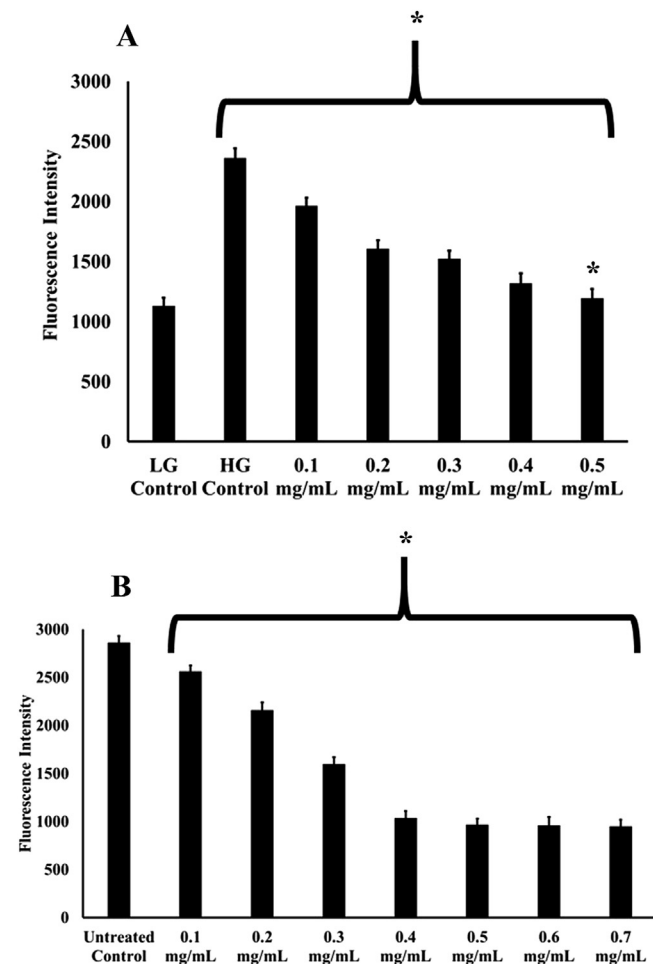 *
A
3000
2500
2000
1500
1000
500
0
Fluorescence Intensity
*
LG HG 0.1 0.2 0.3 0.4 0.5
Control Control mg/mL mg/mL mg/mL mg/mL mg/mL
*
B
3000
2500
2000
1500
1000
500
0
Fluorescence Intensity
Untreated 0.1 0.2 0.3 0.4 0.5 0.6 0.7
Control mg/mL mg/mL mg/mL mg/mL mg/mL mg/mL mg/mL